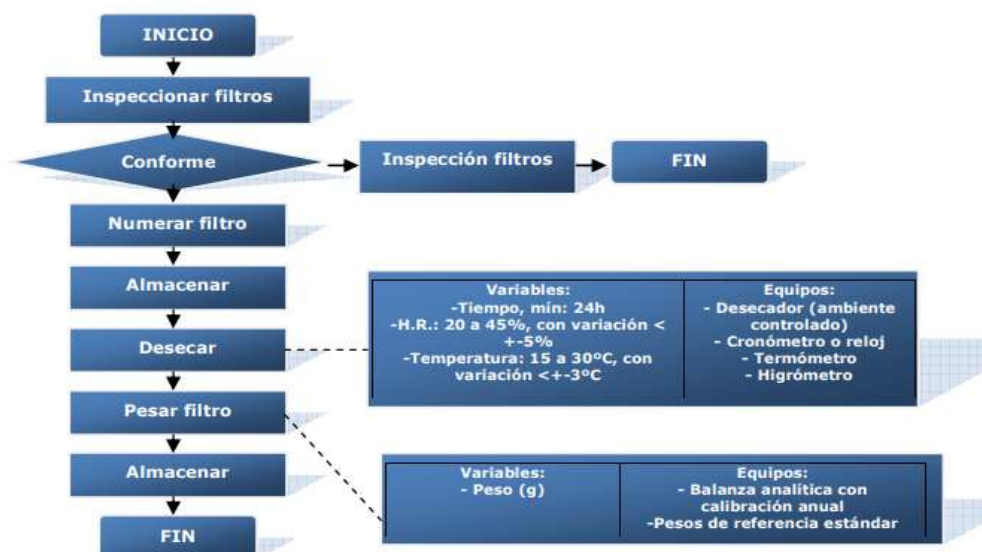 INICIO
Inspeccionar filtros
Conforme
Inspección filtros
FIN
Numerar filtro
Almacenar
Desecar
Variables:
-Tiempo, min: 24h
-H.R.: 20 a 45%, con variación <
+-5%
-Temperatura: 15 a 30ºC, con
variación <+-3ºC
Equipos:
- Desecador (ambiente
controlado)
- Cronómetro o reloj
- Termómetro
- Higrómetro
Pesar filtro
Almacenar
Variables:
- Peso (g)
Equipos:
- Balanza analítica con
calibración anual
-Pesos de referencia estándar
FIN